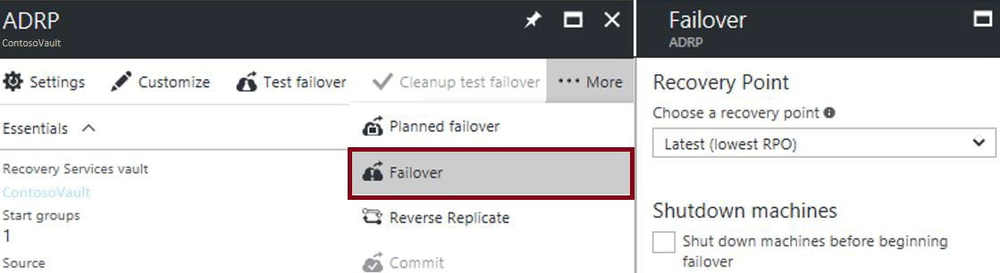 ADRP
ContosoVault
Settings
Customize
Test failover
Cleanup test failover
••• More
Essentials
Planned failover
Failover
Reverse Replicate
Commit
Recovery Services vault
ContosoVault
Start groups
1
Source
Failover
ADRP
Recovery Point
Choose a recovery point
Latest (lowest RPO)
Shutdown machines
Shut down machines before beginning
failover